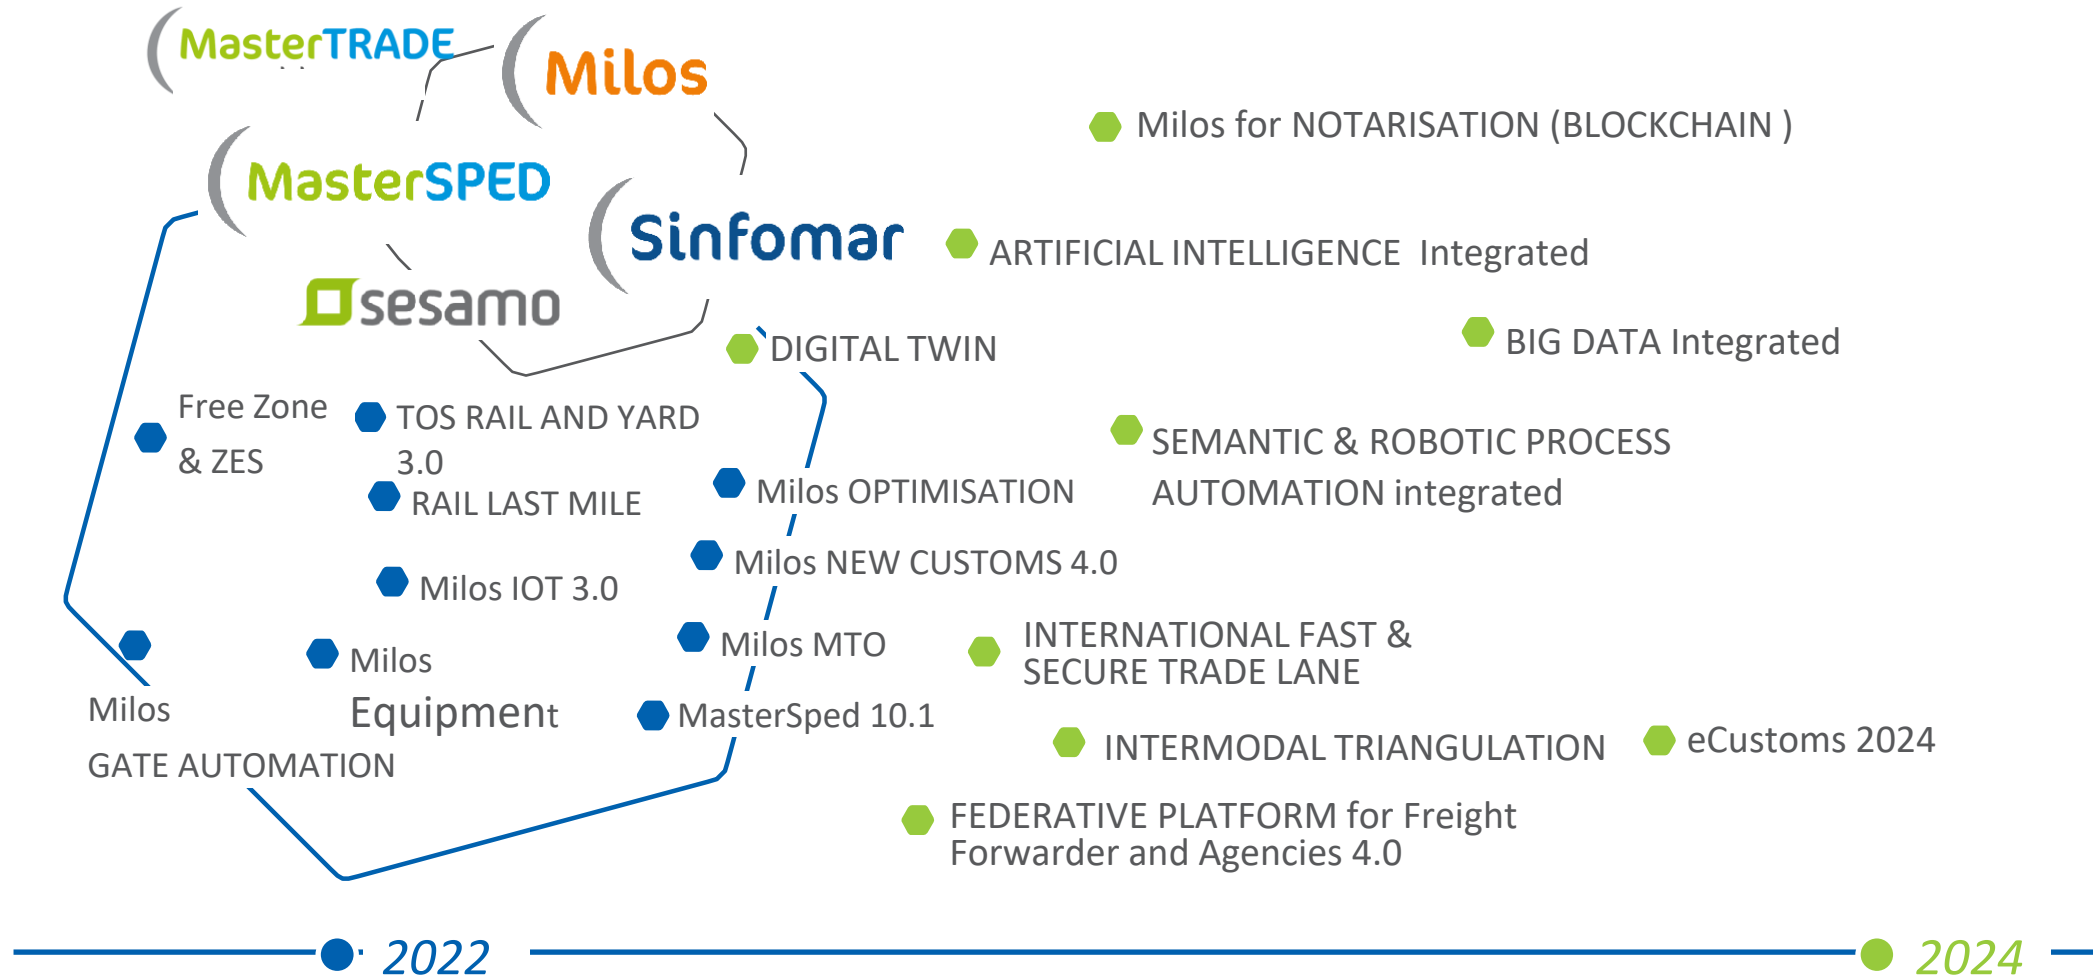 MasterTRADE
Milos
MasterSPED
Sinfomar
sesamo
Milos for NOTARISATION (BLOCKCHAIN )
ARTIFICIAL INTELLIGENCE Integrated
DIGITAL TWIN
BIG DATA Integrated
Free Zone
& ZES
TOS RAIL AND YARD
3.0
RAIL LAST MILE
Milos OPTIMISATION
SEMANTIC & ROBOTIC PROCESS
AUTOMATION integrated
Milos IOT 3.0
Milos NEW CUSTOMS 4.0
Milos
GATE AUTOMATION
Milos
Equipment
Milos MTO
MasterSped 10.1
INTERNATIONAL FAST &
SECURE TRADE LANE
INTERMODAL TRIANGULATION
eCustoms 2024
FEDERATIVE PLATFORM for Freight
Forwarder and Agencies 4.0
2022
2024